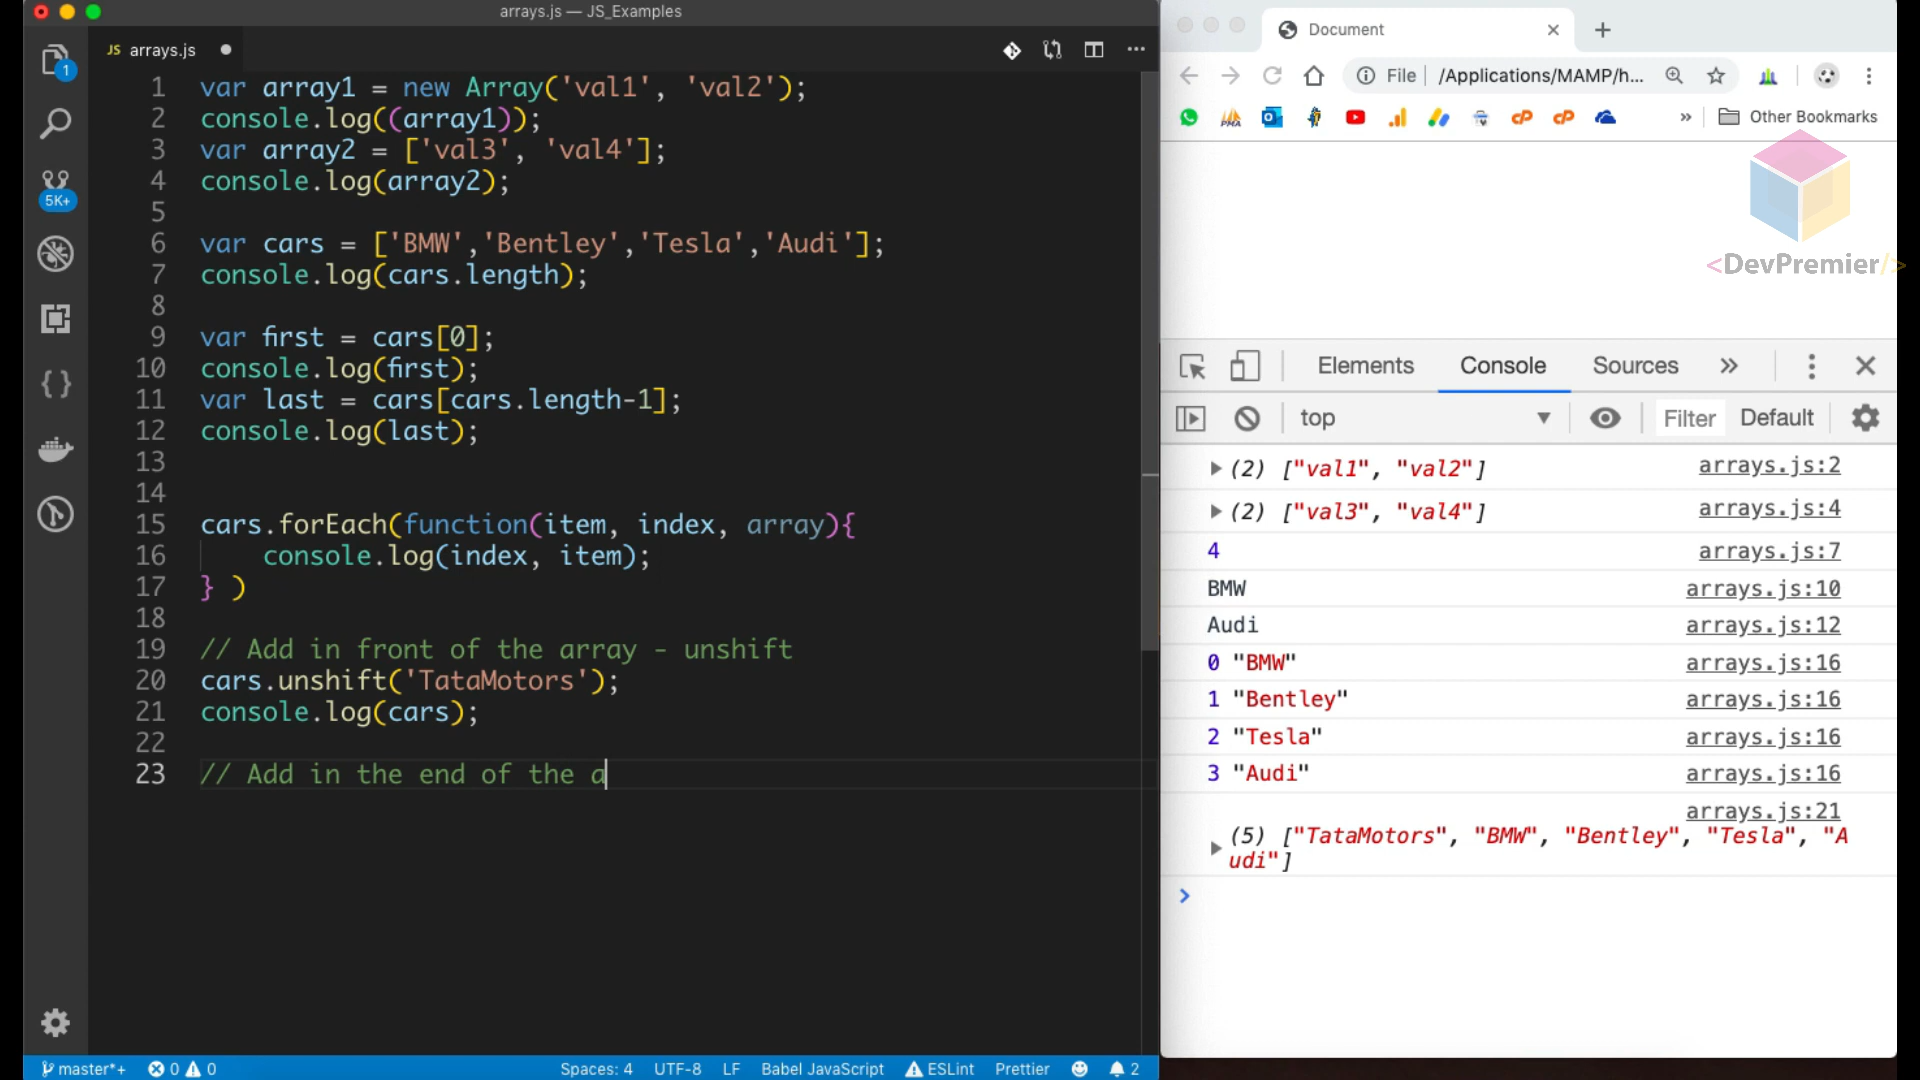 arrays.js — JS_Examples
JS arrays.js
1 var array1 = new Array('val1', 'val2');
2 console.log((array1));
3 var array2 = ['val3', 'val4'];
4 console.log(array2);
5
6 var cars = ['BMW','Bentley','Tesla','Audi'];
7 console.log(cars.length);
8
9 var first = cars[0];
10 console.log(first);
11 var last = cars[cars.length-1];
12 console.log(last);
13
14
15 cars.forEach(function(item, index, array){
16 console.log(index, item);
17 } )
18
19 // Add in front of the array - unshift
20 cars.unshift('TataMotors');
21 console.log(cars);
22
23 // Add in the end of the a
1
5K+
master*+ 0 0 Spaces: 4 UTF-8 LF Babel JavaScript ESLint Prettier 2
Document
File /Applications/MAMP/h...
PMA cP cP » Other Bookmarks
<DevPremier/>
Elements Console Sources »
top Filter Default
(2) ["val1", "val2"] arrays.js:2
(2) ["val3", "val4"] arrays.js:4
4 arrays.js:7
BMW arrays.js:10
Audi arrays.js:12
0 "BMW" arrays.js:16
1 "Bentley" arrays.js:16
2 "Tesla" arrays.js:16
3 "Audi" arrays.js:16
arrays.js:21
(5) ["TataMotors", "BMW", "Bentley", "Tesla", "A
udi"]